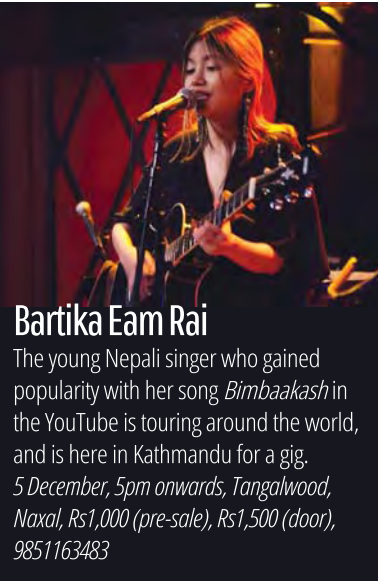 Bartika Eam Rai
The young Nepali singer who gained
popularity with her song Bimbaakash in
the YouTube is touring around the world,
and is here in Kathmandu for a gig.
5 December, 5pm onwards, Tangalwood,
Naxal, Rs1,000 (pre-sale), Rs1,500 (door),
9851163483